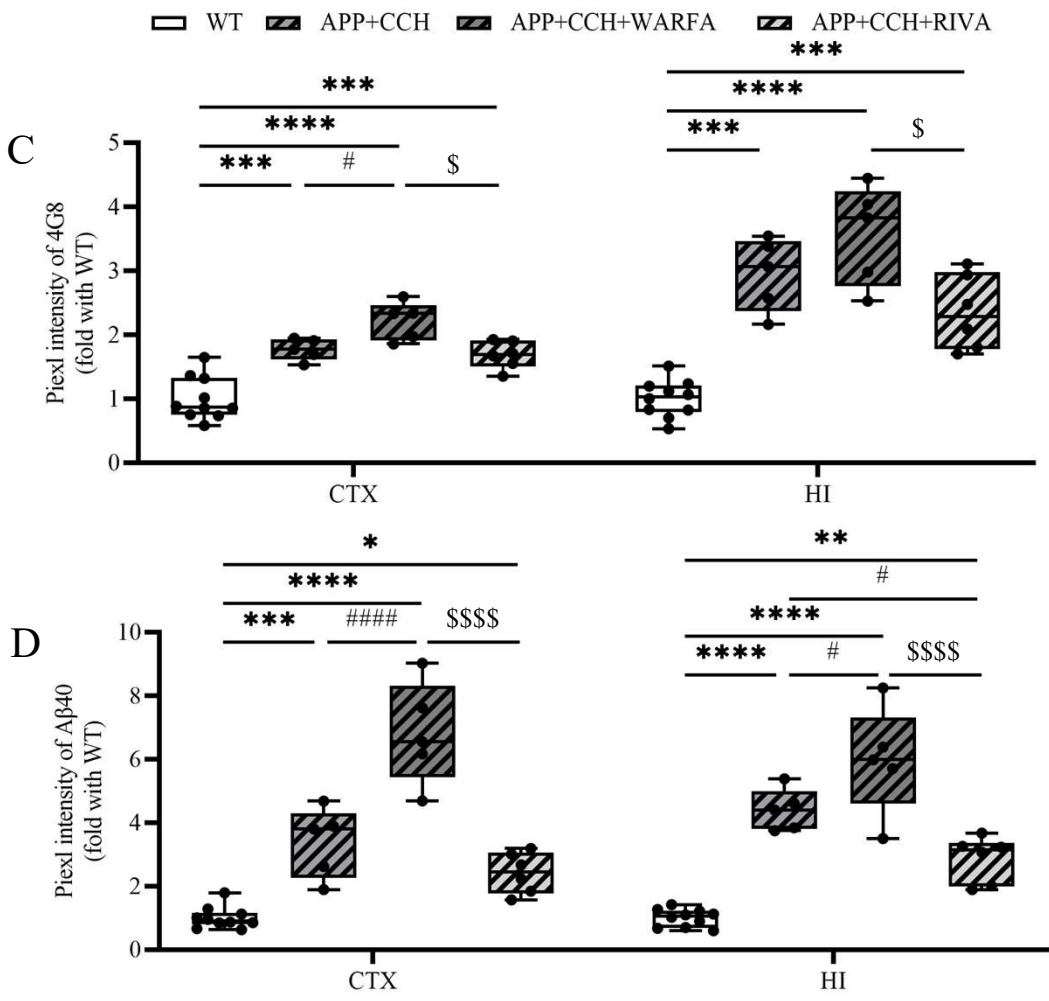 WT APP+CCH APP+CCH+WARFA APP+CCH+RIVA
C
*** ***
**** ****
*** # $ *** $
Piexl intensity of 4G8
(fold with WT)
5
4
3
2
1
0
CTX HI
D
* **
**** #
*** #### $$$$ ****
**** # $$$$
Piexl intensity of Aβ40
(fold with WT)
10
8
6
4
2
0
CTX HI